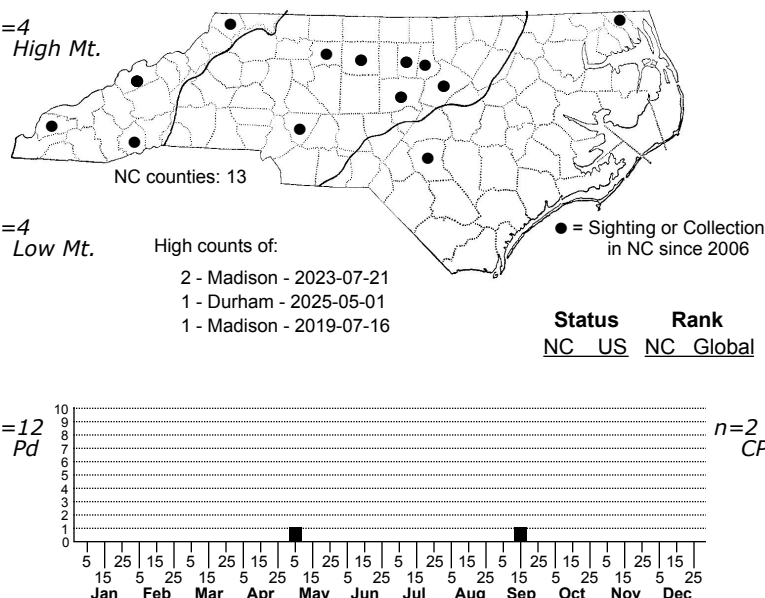 =4
High Mt.
NC counties: 13
=4
Low Mt.
High counts of:
2 - Madison - 2023-07-21
1 - Durham - 2025-05-01
1 - Madison - 2019-07-16
● = Sighting or Collection
in NC since 2006
Status Rank
NC US NC Global
=12
Pd
n=2
CP
10
9
8
7
6
5
4
3
2
1
0
5 25 15 5 25 15 5 25 15 5 25 15 5 25 15 5 25 15
15 5 25 15 5 25 15 5 25 15 5 25 15 5 25 15 5 25
Jan Feb Mar Apr May Jun Jul Aug Sep Oct Nov Dec